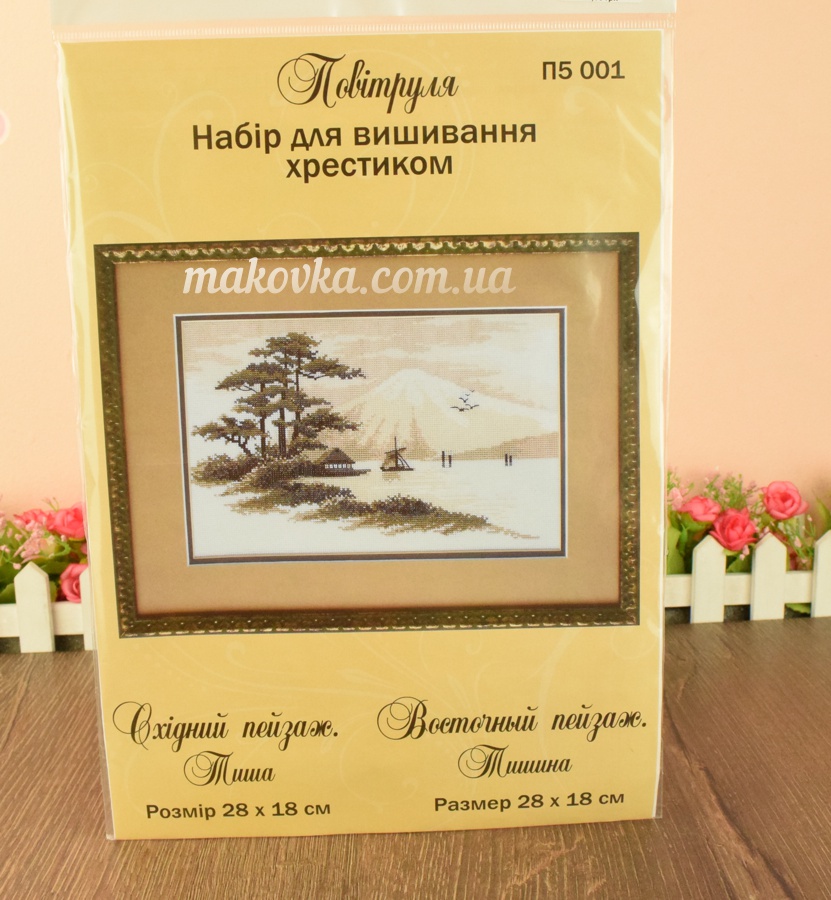 Повітруля
П5 001
Набір для вишивання
хрестиком
makovka.com.ua
Східний пейзаж.
Тиша
Розмір 28 х 18 см
Восточный пейзаж.
Тишина
Размер 28 х 18 см